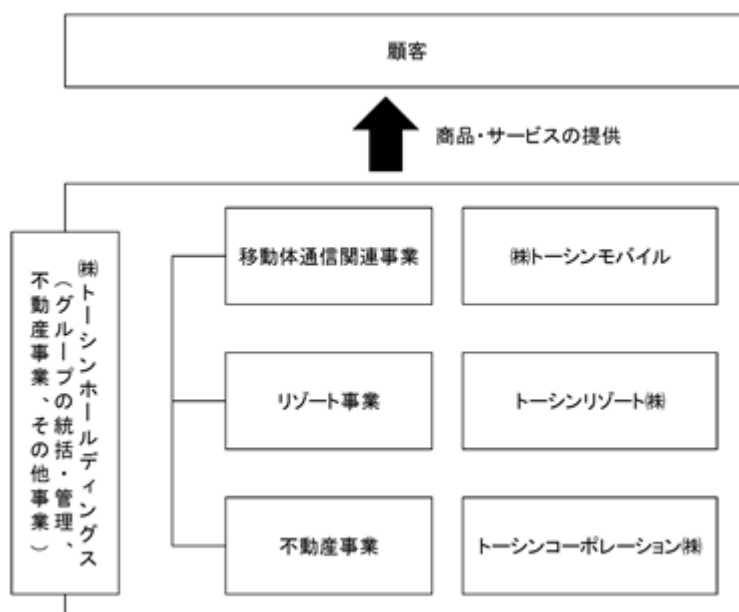 顧客
商品・サービスの提供
㈱トーシンホールディングス
（グループの統括・管理、
不動産事業、その他事業）
移動体通信関連事業
㈱トーシンモバイル
リゾート事業
トーシンリゾート㈱
不動産事業
トーシンコーポレーション㈱